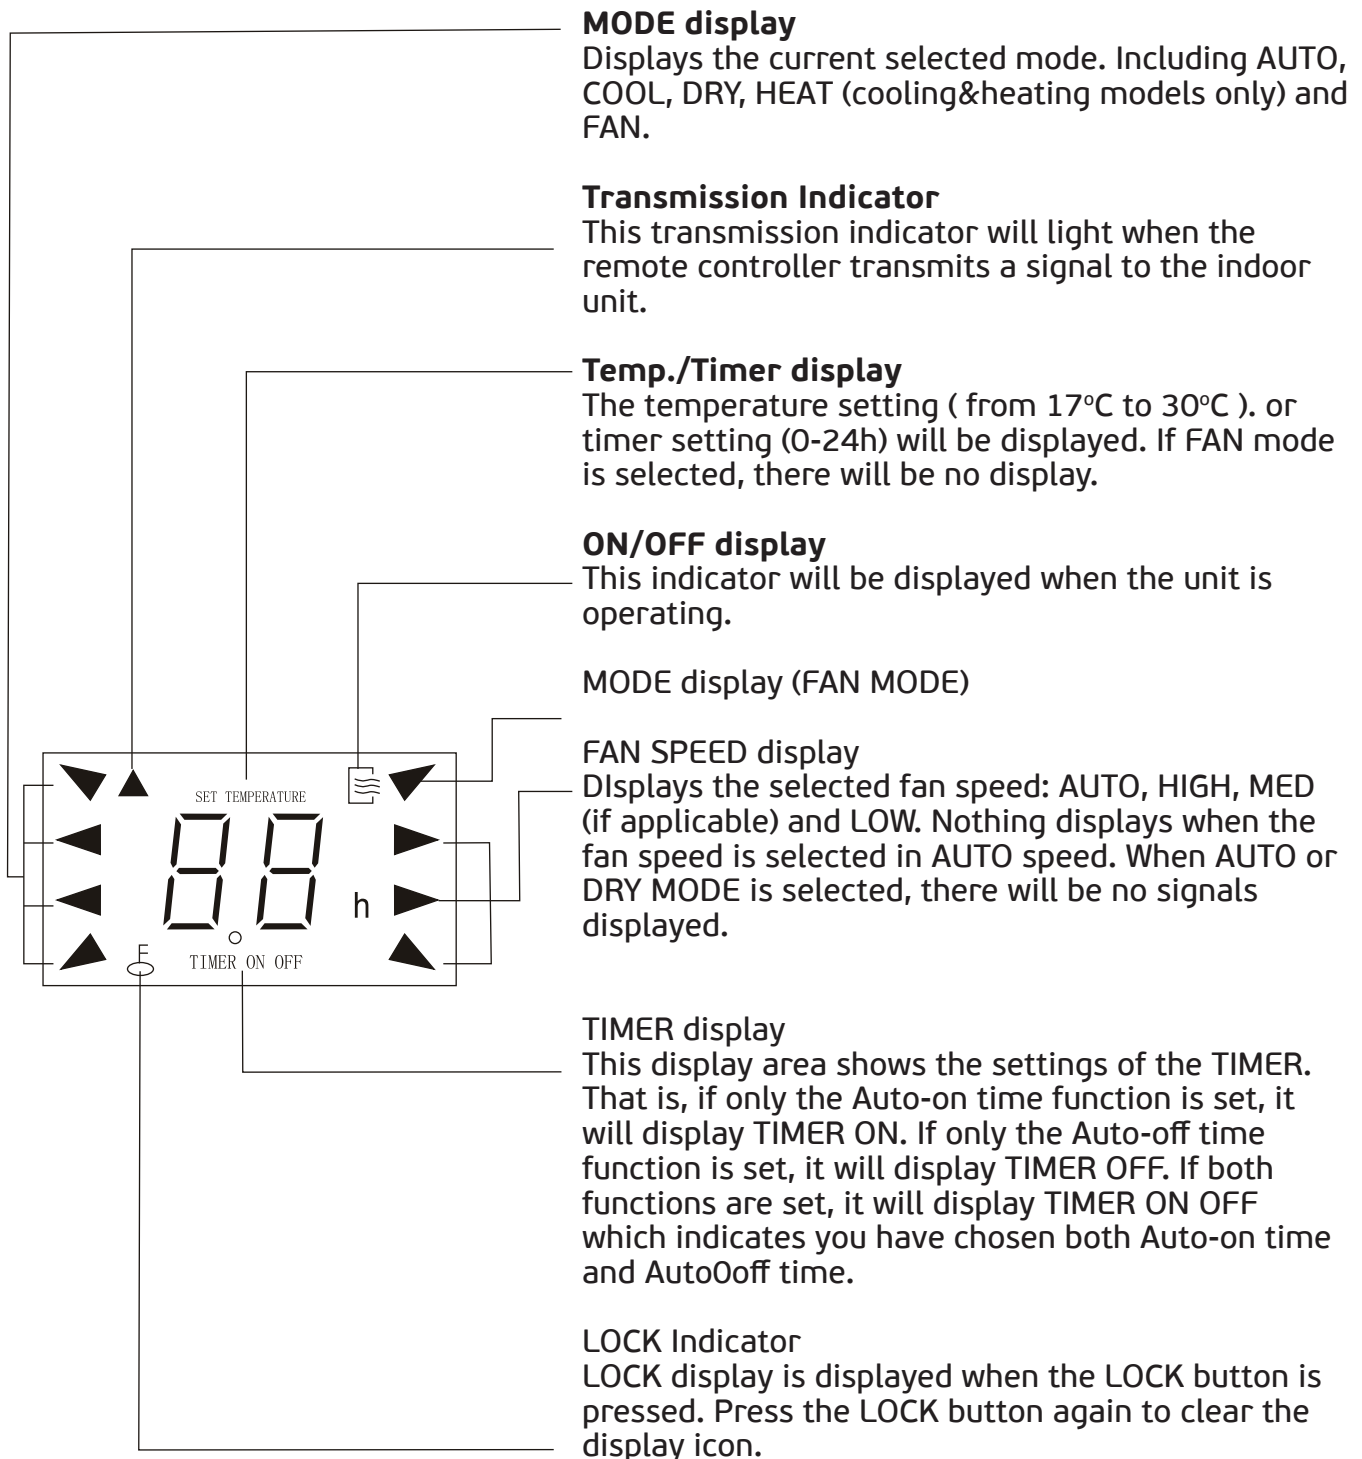 MODE display
Displays the current selected mode. Including AUTO,
COOL, DRY, HEAT (cooling&heating models only) and
FAN.
Transmission Indicator
This transmission indicator will light when the
remote controller transmits a signal to the indoor
unit.
Temp./Timer display
The temperature setting ( from 17ºC to 30ºC ). or
timer setting (0-24h) will be displayed. If FAN mode
is selected, there will be no display.
ON/OFF display
This indicator will be displayed when the unit is
operating.
MODE display (FAN MODE)
FAN SPEED display
DIsplays the selected fan speed: AUTO, HIGH, MED
(if applicable) and LOW. Nothing displays when the
fan speed is selected in AUTO speed. When AUTO or
DRY MODE is selected, there will be no signals
displayed.
SET TEMPERATURE
88
h
TIMER ON OFF
TIMER display
This display area shows the settings of the TIMER.
That is, if only the Auto-on time function is set, it
will display TIMER ON. If only the Auto-off time
function is set, it will display TIMER OFF. If both
functions are set, it will display TIMER ON OFF
which indicates you have chosen both Auto-on time
and Auto0off time.
LOCK Indicator
LOCK display is displayed when the LOCK button is
pressed. Press the LOCK button again to clear the
display icon.